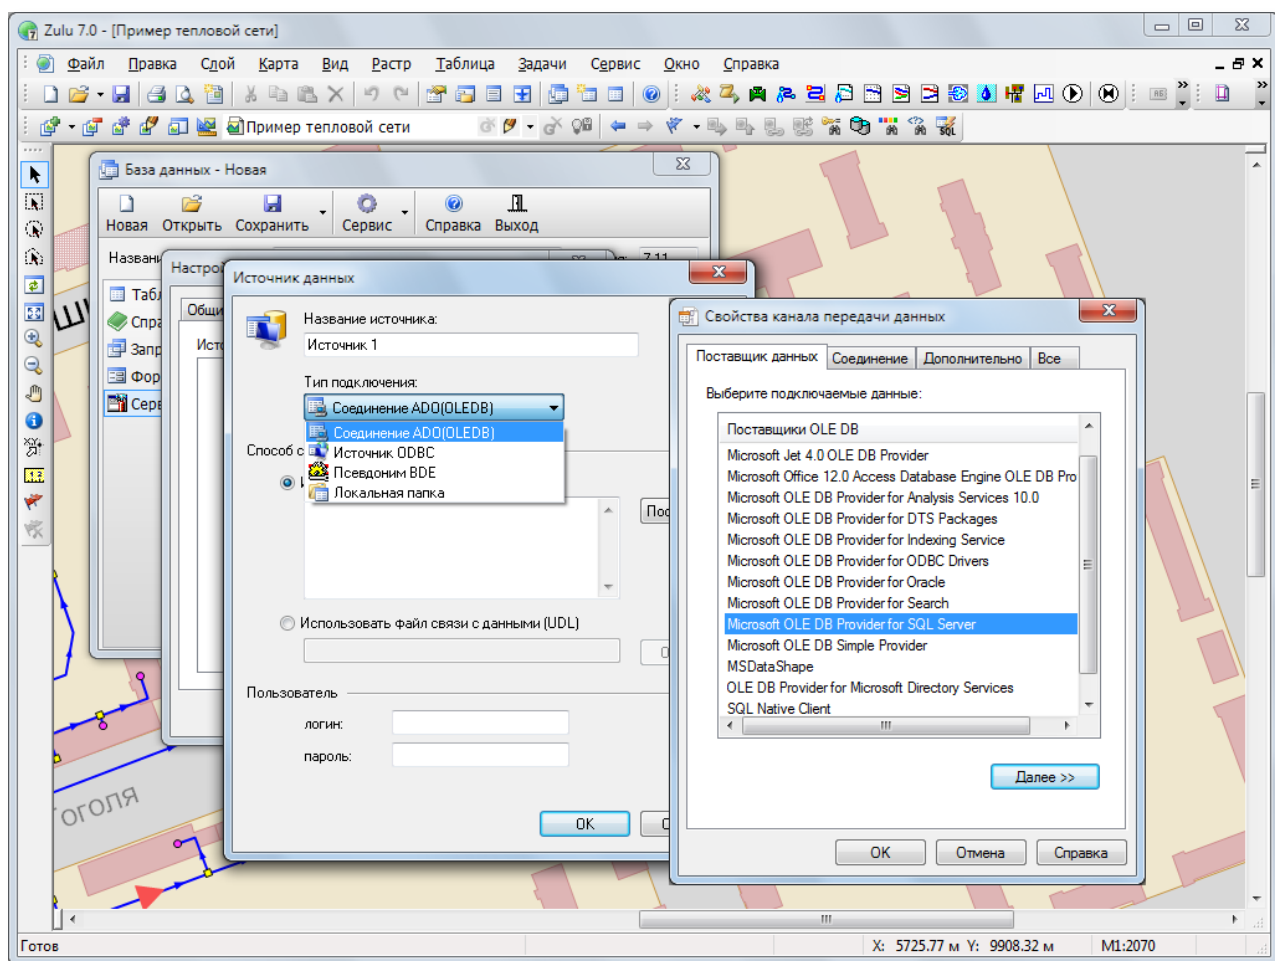 Zulu 7.0 - [Пример тепловой сети]
Файл Правка Слой Карта Вид Растр Таблица Задачи Сервис Окно Справка
Пример тепловой сети
SQL
База данных - Новая
Новая Открыть Сохранить Сервис Справка Выход
Назван
7.11
Настрой
Табл
Спра
Запр
Фор
Серв
Общи
Исто
Источник данных
Название источника:
Источник 1
Тип подключения:
Соединение ADO(OLEDB)
Соединение ADO(OLEDB)
Источник ODBC
Псевдоним BDE
Локальная папка
Способ с
Пос
Использовать файл связи с данными (UDL)
Пользователь
логин:
пароль:
OK
Свойства канала передачи данных
Поставщик данных Соединение Дополнительно Все
Выберите подключаемые данные:
Поставщики OLE DB
Microsoft Jet 4.0 OLE DB Provider
Microsoft Office 12.0 Access Database Engine OLE DB Pro
Microsoft OLE DB Provider for Analysis Services 10.0
Microsoft OLE DB Provider for DTS Packages
Microsoft OLE DB Provider for Indexing Service
Microsoft OLE DB Provider for ODBC Drivers
Microsoft OLE DB Provider for Oracle
Microsoft OLE DB Provider for Search
Microsoft OLE DB Provider for SQL Server
Microsoft OLE DB Simple Provider
MSDataShape
OLE DB Provider for Microsoft Directory Services
SQL Native Client
Далее >>
OK Отмена Справка
ОГОЛЯ
Готов
X: 5725.77 м Y: 9908.32 м M1:2070